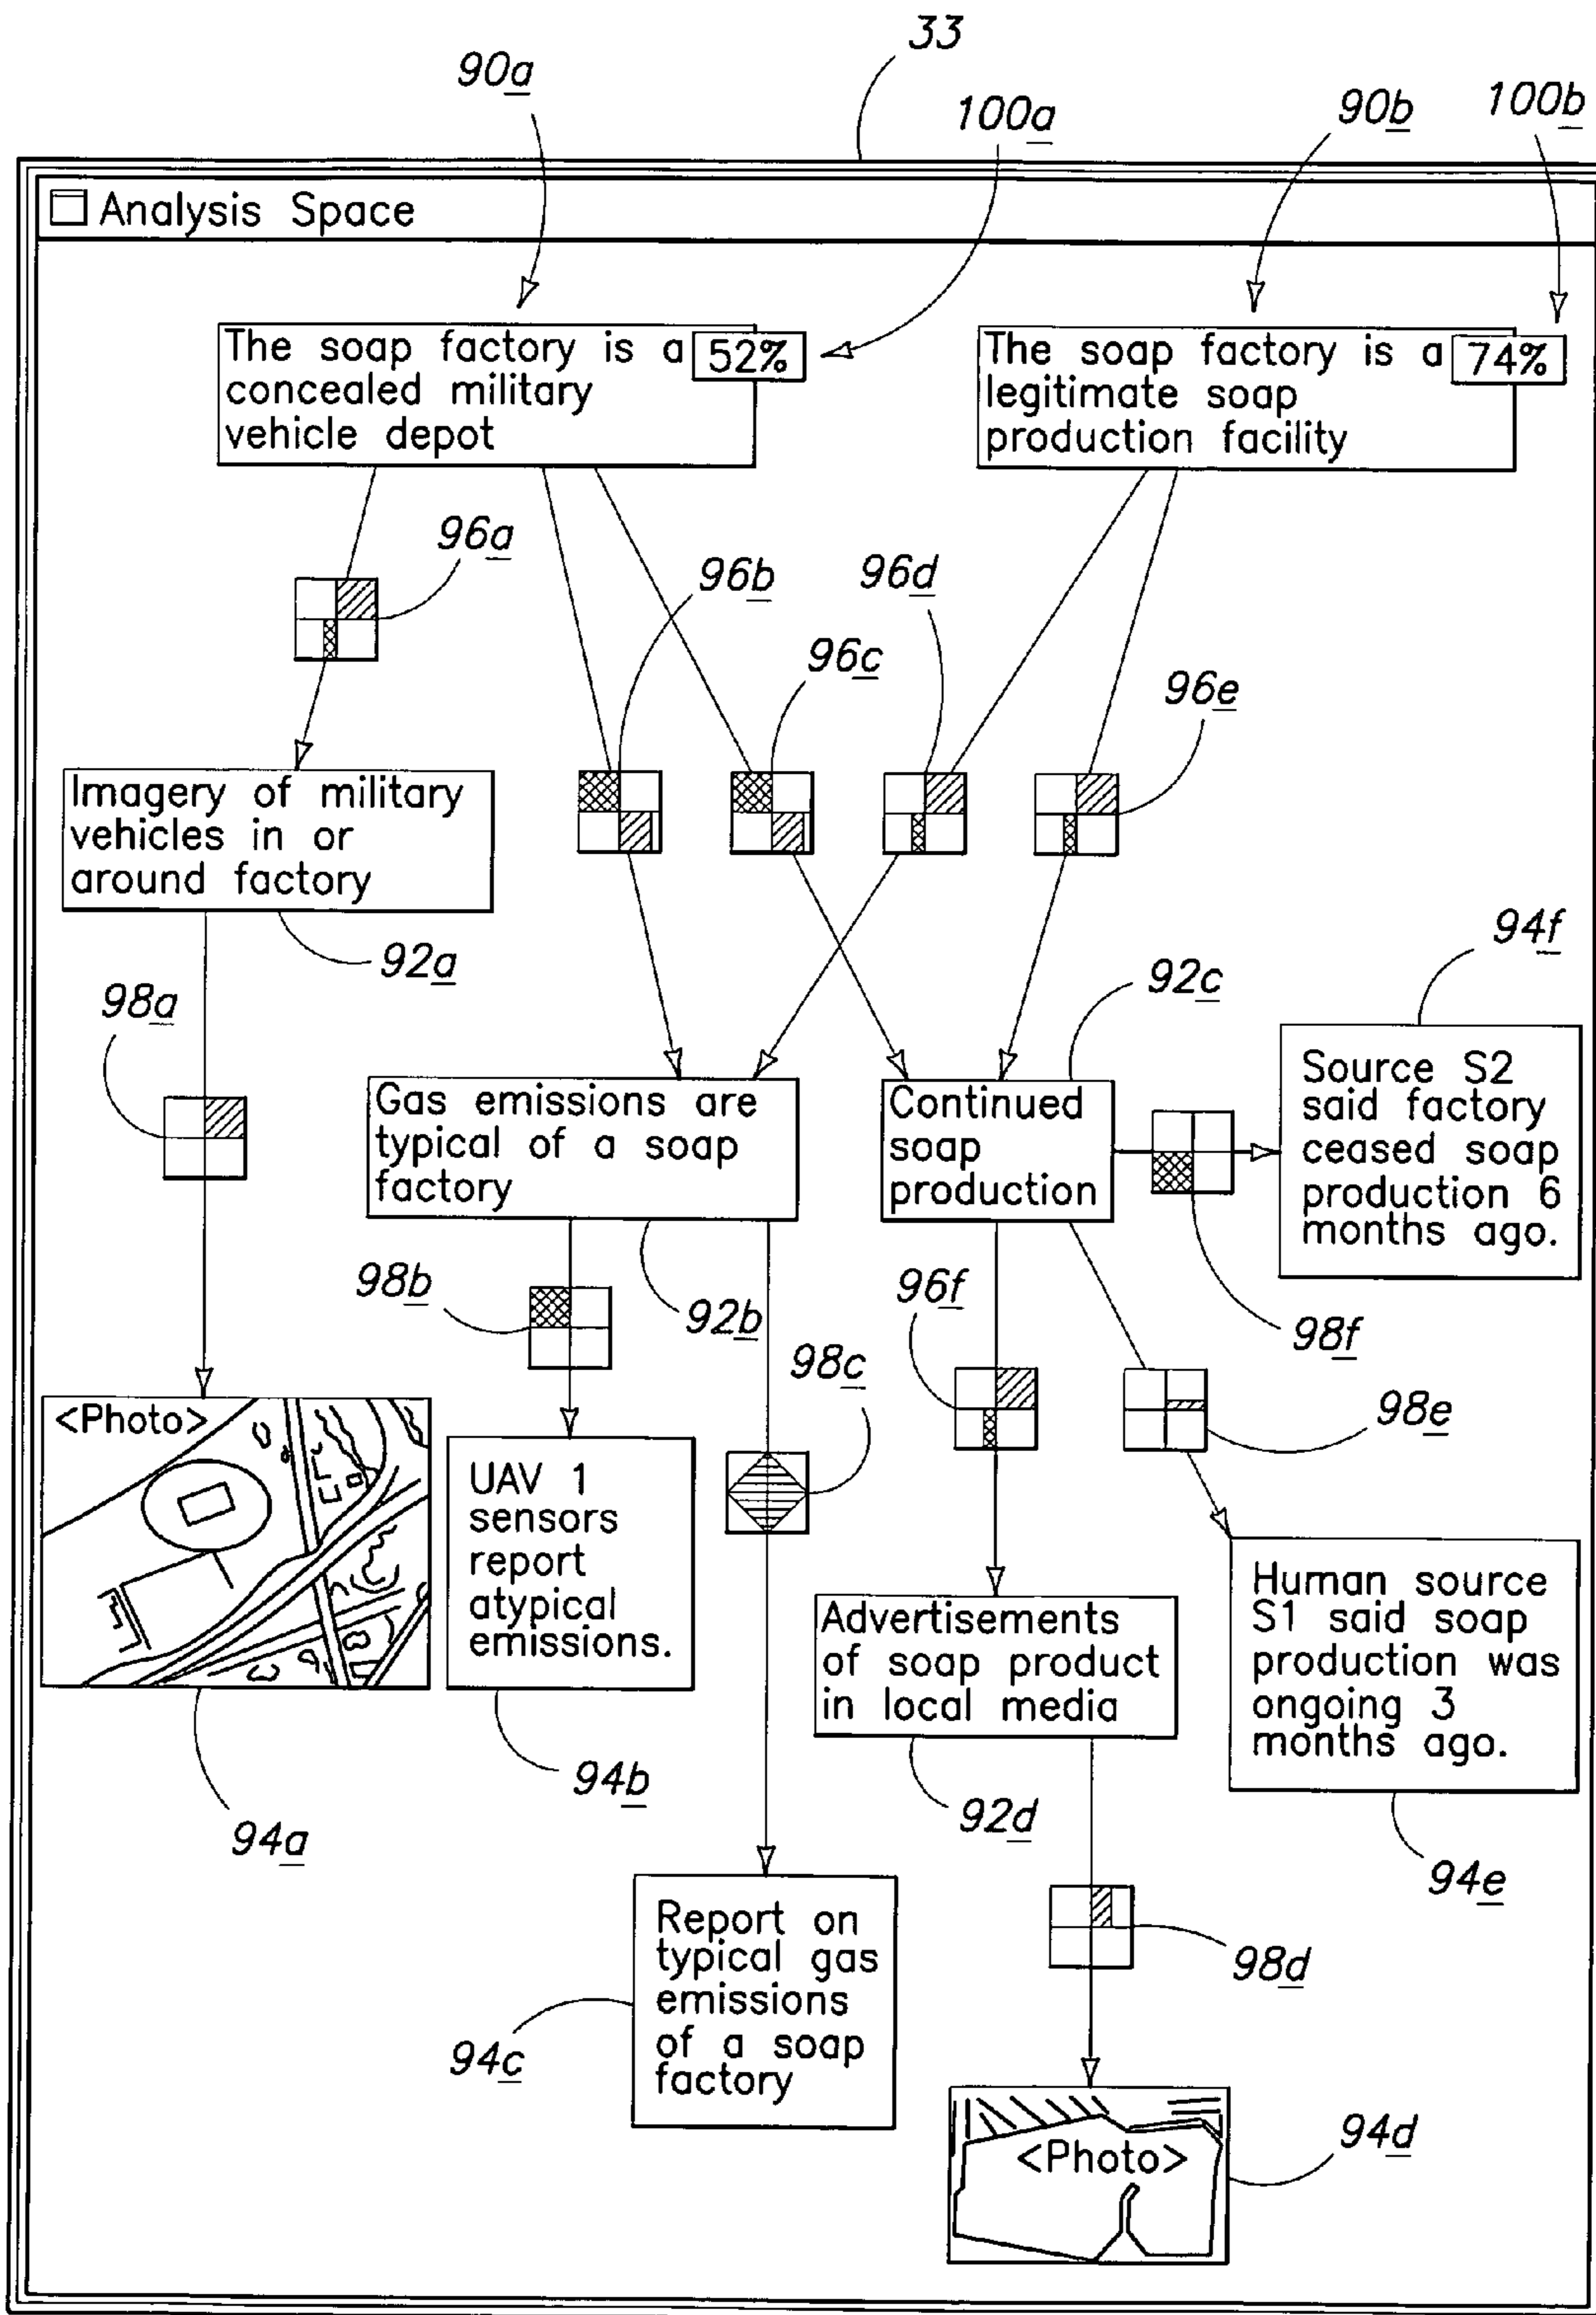 33
90a
100a
90b
100b
Analysis Space
The soap factory is a
concealed military
vehicle depot
52%
The soap factory is a
legitimate soap
production facility
74%
96a
96b
96d
96c
96e
Imagery of military
vehicles in or
around factory
92a
98a
92c
94f
Gas emissions are
typical of a soap
factory
Continued
soap
production
Source S2
said factory
ceased soap
production 6
months ago.
98b
92b
96f
98f
98c
98e
<Photo>
UAV 1
sensors
report
atypical
emissions.
Advertisements
of soap product
in local media
Human source
S1 said soap
production was
ongoing 3
months ago.
94a
94b
92d
94e
Report on
typical gas
emissions
of a soap
factory
98d
94c
<Photo>
94d